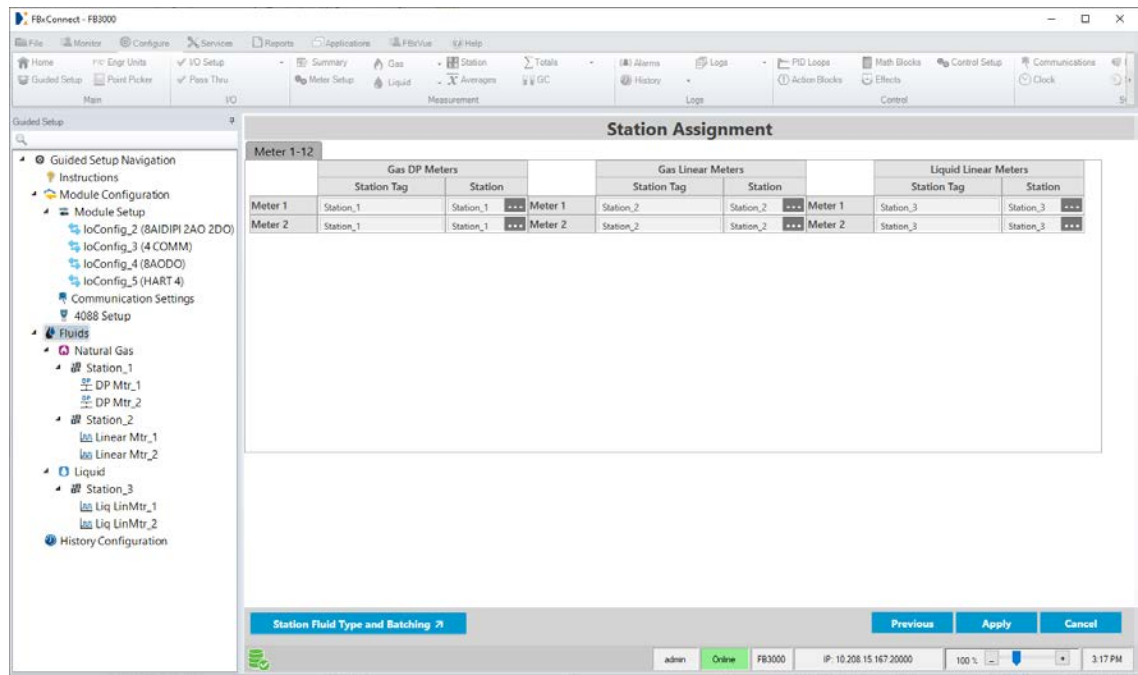 FBxConnect - FB3000
File Monitor Configure Services Reports Applications FBxVue Help
Home Engr Units I/O Setup Summary Gas Station Totals Alarms Logs PID Loops Math Blocks Control Setup Communications
Guided Setup Point Picker Pass Thru Meter Setup Liquid Averages GC History Action Blocks Effects Clock
Main I/O Measurement Logs Control
Guided Setup
Station Assignment
Guided Setup Navigation
Instructions
Module Configuration
Module Setup
IoConfig_2 (8AIDIPI 2AO 2DO)
IoConfig_3 (4 COMM)
IoConfig_4 (8AODO)
IoConfig_5 (HART 4)
Communication Settings
4088 Setup
Fluids
Natural Gas
Station_1
DP Mtr_1
DP Mtr_2
Station_2
Linear Mtr_1
Linear Mtr_2
Liquid
Station_3
Liq LinMtr_1
Liq LinMtr_2
History Configuration
Meter 1-12
Gas DP Meters Gas Linear Meters Liquid Linear Meters
Station Tag Station Station Tag Station Station Tag Station
Meter 1 Station_1 Station_1 ... Meter 1 Station_2 Station_2 ... Meter 1 Station_3 Station_3 ...
Meter 2 Station_1 Station_1 ... Meter 2 Station_2 Station_2 ... Meter 2 Station_3 Station_3 ...
Station Fluid Type and Batching Previous Apply Cancel
admin Online FB3000 IP: 10.208.15.167:20000 100 % - + 3:17 PM